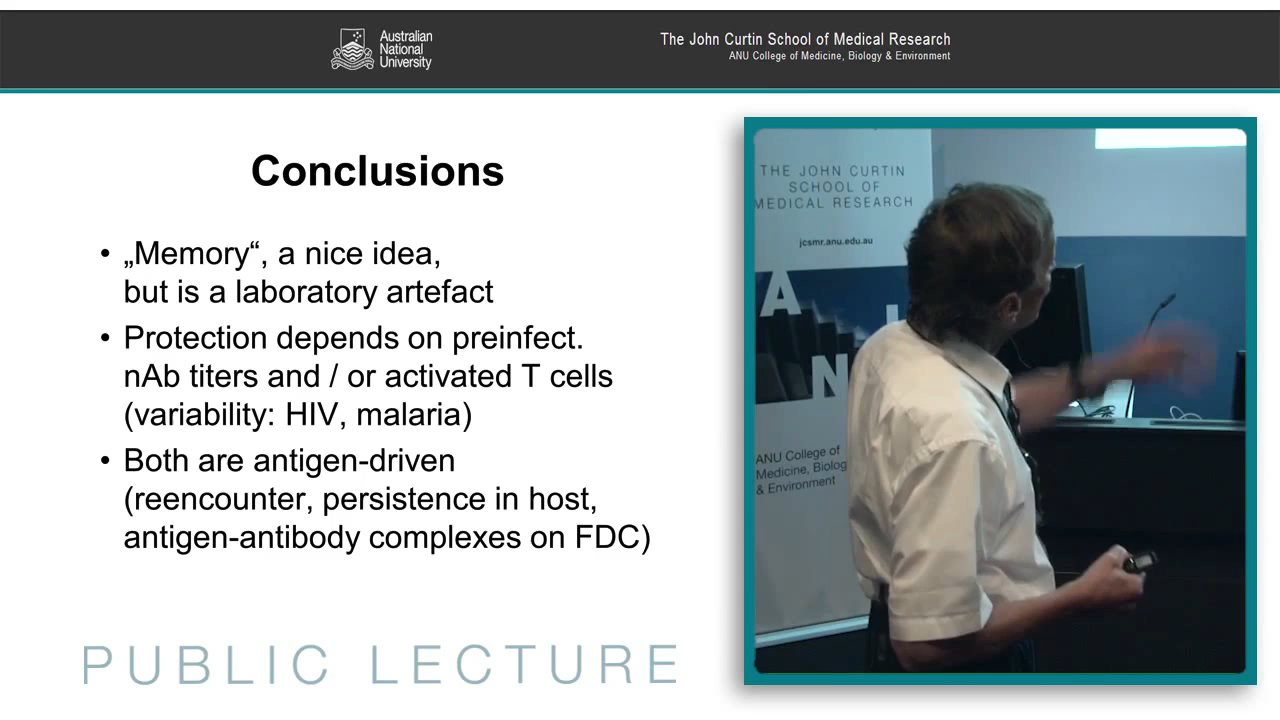 Australian
National
University
The John Curtin School of Medical Research
ANU College of Medicine, Biology & Environment
Conclusions
• „Memory“, a nice idea,
but is a laboratory artefact
• Protection depends on preinfect.
nAb titers and / or activated T cells
(variability: HIV, malaria)
• Both are antigen-driven
(reencounter, persistence in host,
antigen-antibody complexes on FDC)
PUBLIC LECTURE
THE JOHN CURTIN
SCHOOL OF
MEDICAL RESEARCH
jcsmr.anu.edu.au
A
N
ANU College of
Medicine, Biolog
& Environment